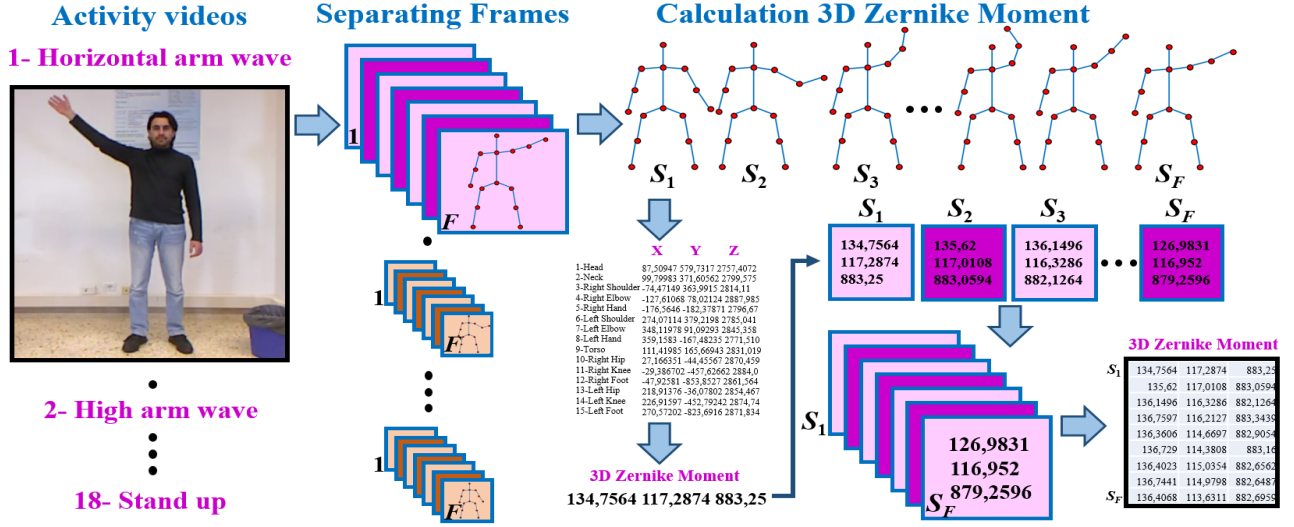 Activity videos
Separating Frames
Calculation 3D Zernike Moment
1- Horizontal arm wave
2- High arm wave
18- Stand up
1
F
1
F
1
F
S1
S2
S3
SF
X Y Z
1-Head 87,50947 579,7317 2757,4072
2-Neck 99,79983 371,60562 2799,575
3-Right Shoulder -74,47149 363,9915 2814,11
4-Right Elbow -127,61068 78,02124 2887,985
5-Right Hand -176,5646 -182,37871 2796,67
6-Left Shoulder 274,07114 379,2198 2785,041
7-Left Elbow 348,11978 91,09293 2845,358
8-Left Hand 359,1583 -167,48235 2771,510
9-Torso 111,41985 165,66943 2831,019
10-Right Hip 27,166351 -44,45567 2870,459
11-Right Knee -29,386702 -457,62662 2884,0
12-Right Foot -47,92581 -853,8527 2861,564
13-Left Hip 218,91376 -36,07802 2854,467
14-Left Knee 226,91597 -452,79242 2874,74
15-Left Foot 270,57202 -823,6916 2871,834
3D Zernike Moment
134,7564 117,2874 883,25
S1
S2
S3
SF
134,7564
117,2874
883,25
135,62
117,0108
883,0594
136,1496
116,3286
882,1264
126,9831
116,952
879,2596
S1
126,9831
116,952
879,2596
SF
3D Zernike Moment
S1 134,7564 117,2874 883,25
135,62 117,0108 883,0594
136,1496 116,3286 882,1264
136,7597 116,2127 883,3439
136,3606 114,6697 882,9054
136,729 114,3808 883,16
136,4023 115,0354 882,6562
136,7441 114,9798 882,6487
SF 136,4068 113,6311 882,6959